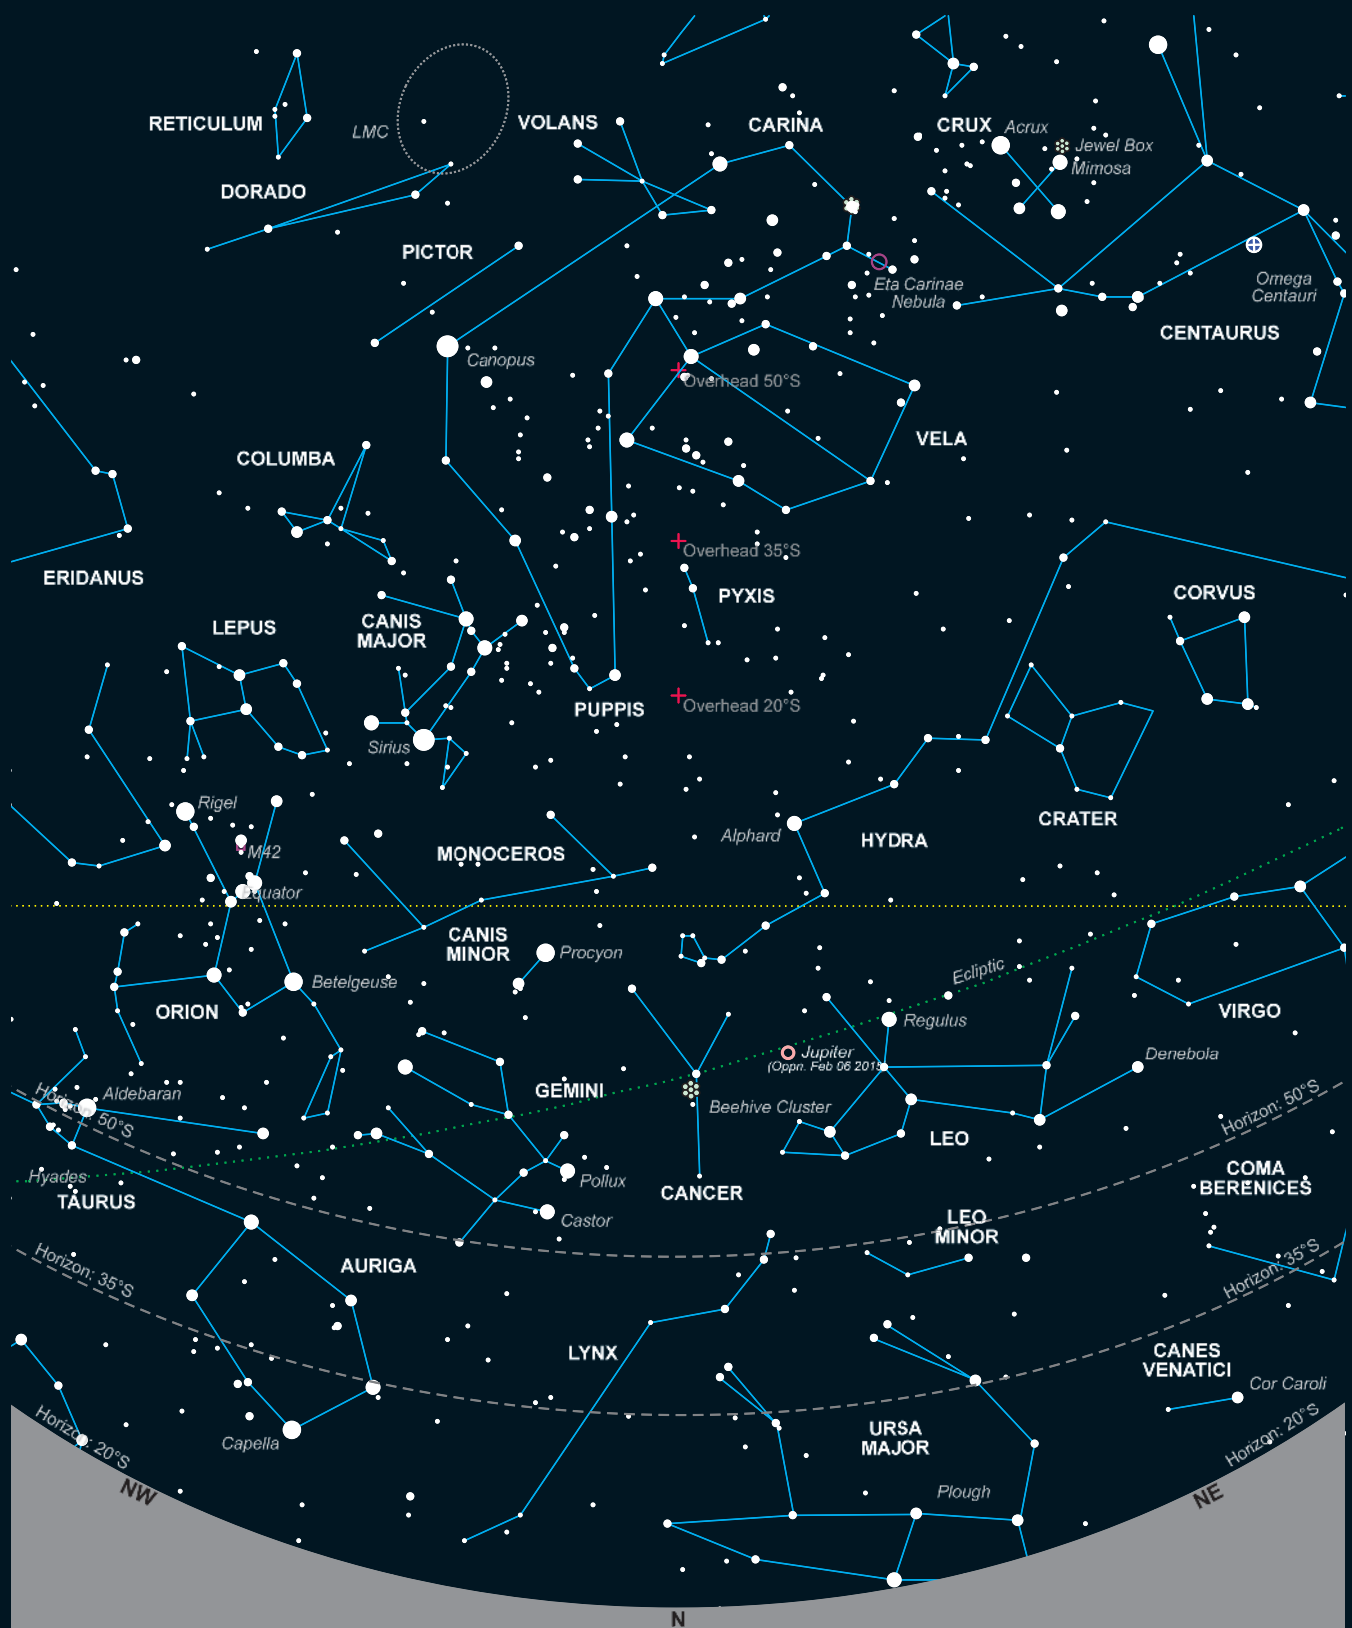 RETICULUM
LMC
VOLANS
CARINA
CRUX
Acrux
Jewel Box
Mimosa
DORADO
PICTOR
Eta Carinae
Nebula
Omega
Centauri
CENTAURUS
Canopus
Overhead 50°S
VELA
COLUMBA
Overhead 35°S
ERIDANUS
PYXIS
CORVUS
LEPUS
CANIS
MAJOR
PUPPIS
Overhead 20°S
Sirius
Rigel
CRATER
Alphard
HYDRA
M42
MONOCEROS
Equator
CANIS
MINOR
Procyon
Ecliptic
Betelgeuse
ORION
VIRGO
Regulus
Jupiter
(Oppn. Feb 06 2015)
Denebola
Aldebaran
GEMINI
Beehive Cluster
Horizon: 50°S
Horizon: 50°S
LEO
Hyades
TAURUS
Pollux
CANCER
COMA
BERENICES
Castor
LEO
MINOR
AURIGA
Horizon: 35°S
Horizon: 35°S
LYNX
CANES
VENATICI
Cor Caroli
Capella
URSA
MAJOR
Horizon: 20°S
Horizon: 20°S
Plough
NW
NE
N